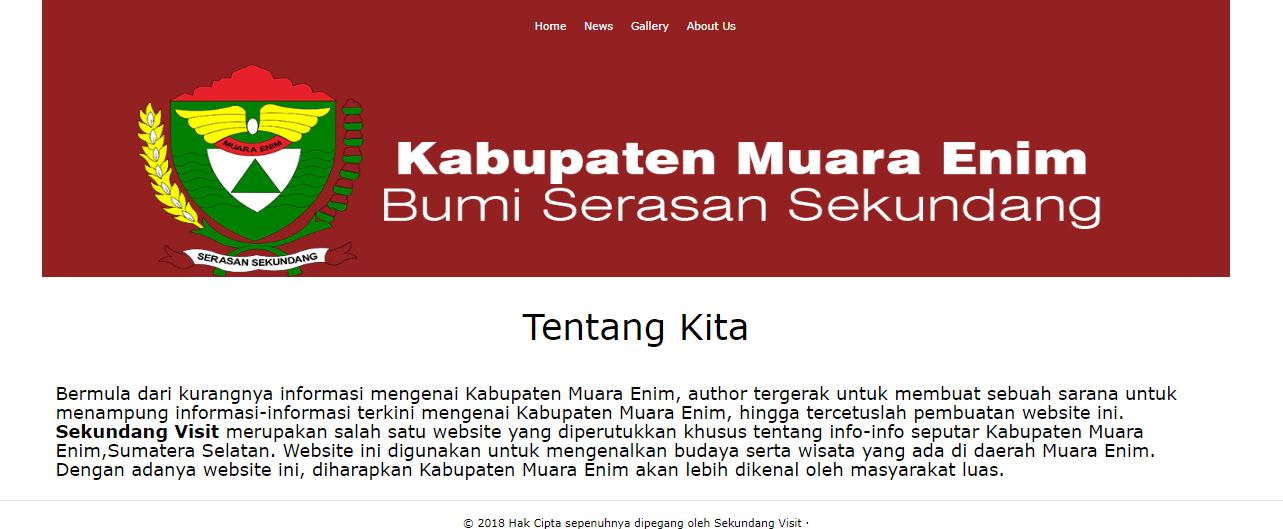 Home News Gallery About Us
MUARA ENIM
Kabupaten Muara Enim
Bumi Serasan Sekundang
SERASAN SEKUNDANG
Tentang Kita
Bermula dari kurangnya informasi mengenai Kabupaten Muara Enim, author tergerak untuk membuat sebuah sarana untuk
menampung informasi-informasi terkini mengenai Kabupaten Muara Enim, hingga tercetuslah pembuatan website ini.
Sekundang Visit merupakan salah satu website yang diperutukkan khusus tentang info-info seputar Kabupaten Muara
Enim,Sumatera Selatan. Website ini digunakan untuk mengenalkan budaya serta wisata yang ada di daerah Muara Enim.
Dengan adanya website ini, diharapkan Kabupaten Muara Enim akan lebih dikenal oleh masyarakat luas.
© 2018 Hak Cipta sepenuhnya dipegang oleh Sekundang Visit ·